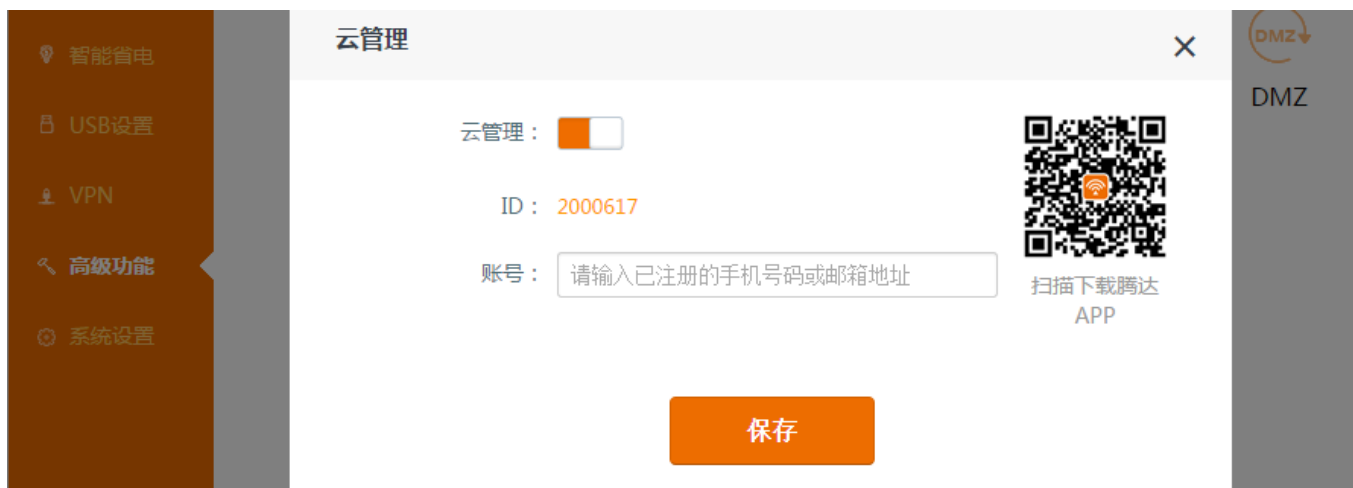 智能省电
USB设置
VPN
高级功能
系统设置
云管理
云管理：
ID： 2000617
账号： 请输入已注册的手机号码或邮箱地址
扫描下载腾达
APP
保存
DMZ
DMZ